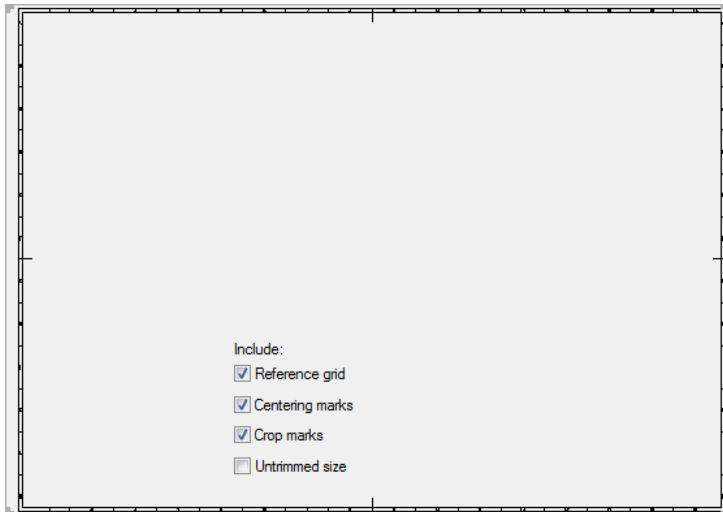 Include:
Reference grid
Centering marks
Crop marks
Untrimmed size